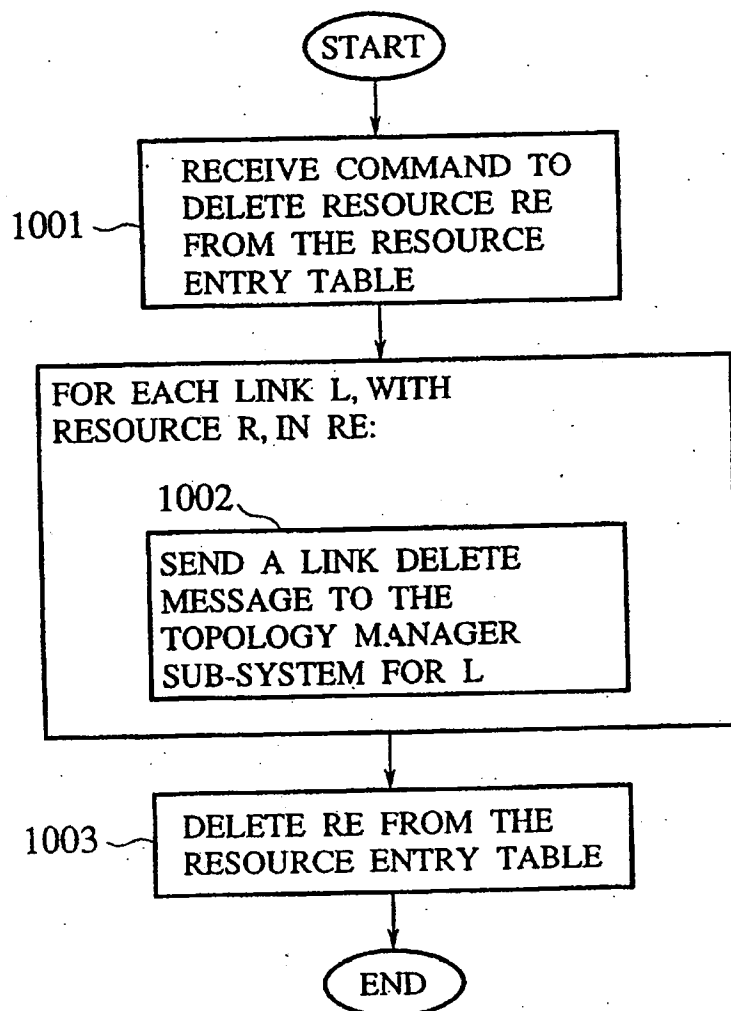 START
RECEIVE COMMAND TO
DELETE RESOURCE RE
FROM THE RESOURCE
ENTRY TABLE
1001
FOR EACH LINK L, WITH
RESOURCE R, IN RE:
1002
SEND A LINK DELETE
MESSAGE TO THE
TOPOLOGY MANAGER
SUB-SYSTEM FOR L
1003
DELETE RE FROM THE
RESOURCE ENTRY TABLE
END